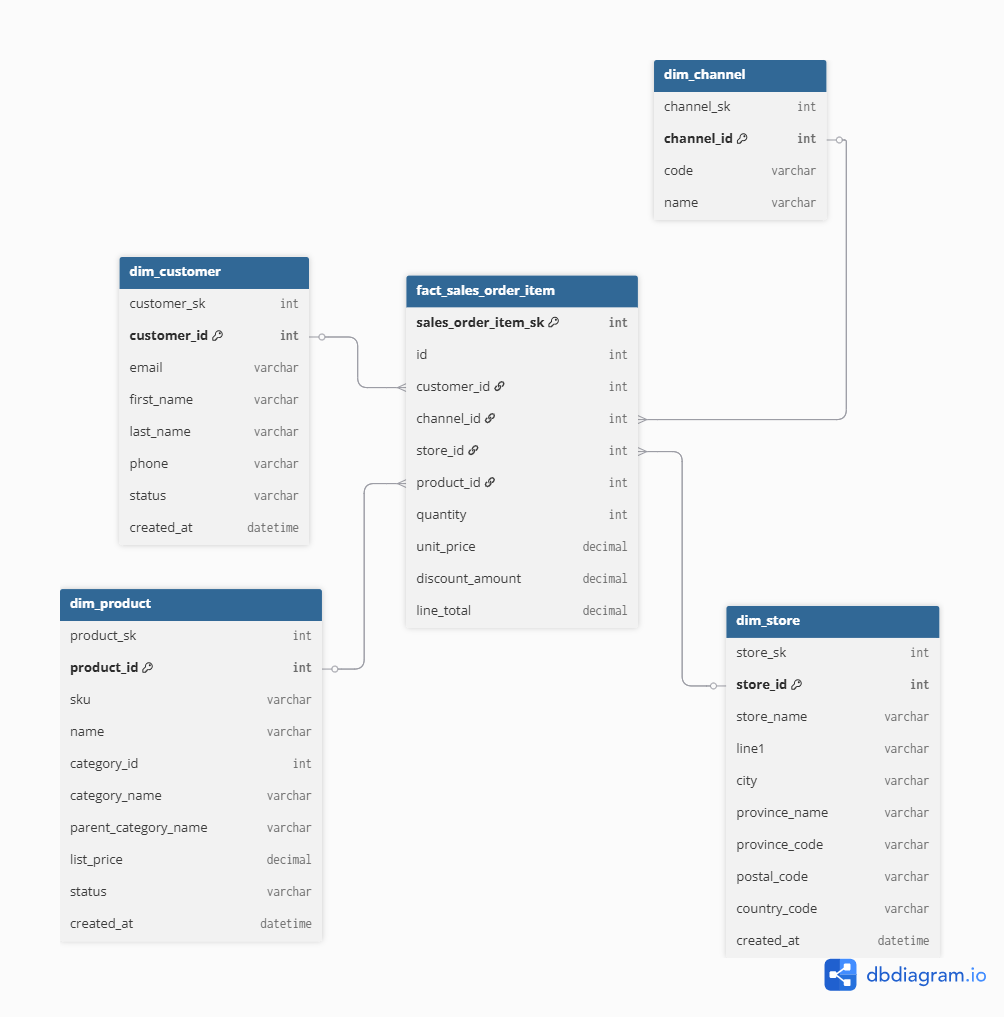 dim_channel
channel_sk int
channel_id int
code varchar
name varchar
dim_customer
customer_sk int
customer_id int
email varchar
first_name varchar
last_name varchar
phone varchar
status varchar
created_at datetime
fact_sales_order_item
sales_order_item_sk int
id int
customer_id int
channel_id int
store_id int
product_id int
quantity int
unit_price decimal
discount_amount decimal
line_total decimal
dim_product
product_sk int
product_id int
sku varchar
name varchar
category_id int
category_name varchar
parent_category_name varchar
list_price decimal
status varchar
created_at datetime
dim_store
store_sk int
store_id int
store_name varchar
line1 varchar
city varchar
province_name varchar
province_code varchar
postal_code varchar
country_code varchar
created_at datetime
dbdiagram.io